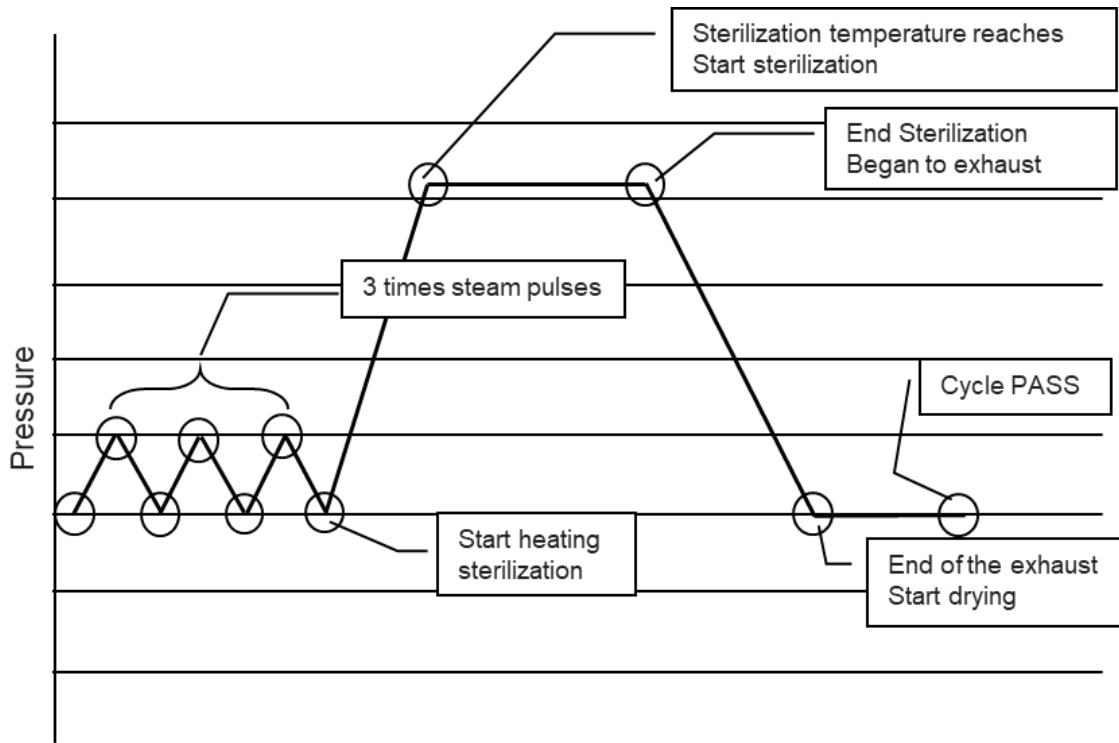 Sterilization temperature reaches
Start sterilization
End Sterilization
Began to exhaust
3 times steam pulses
Pressure
Cycle PASS
Start heating
sterilization
End of the exhaust
Start drying